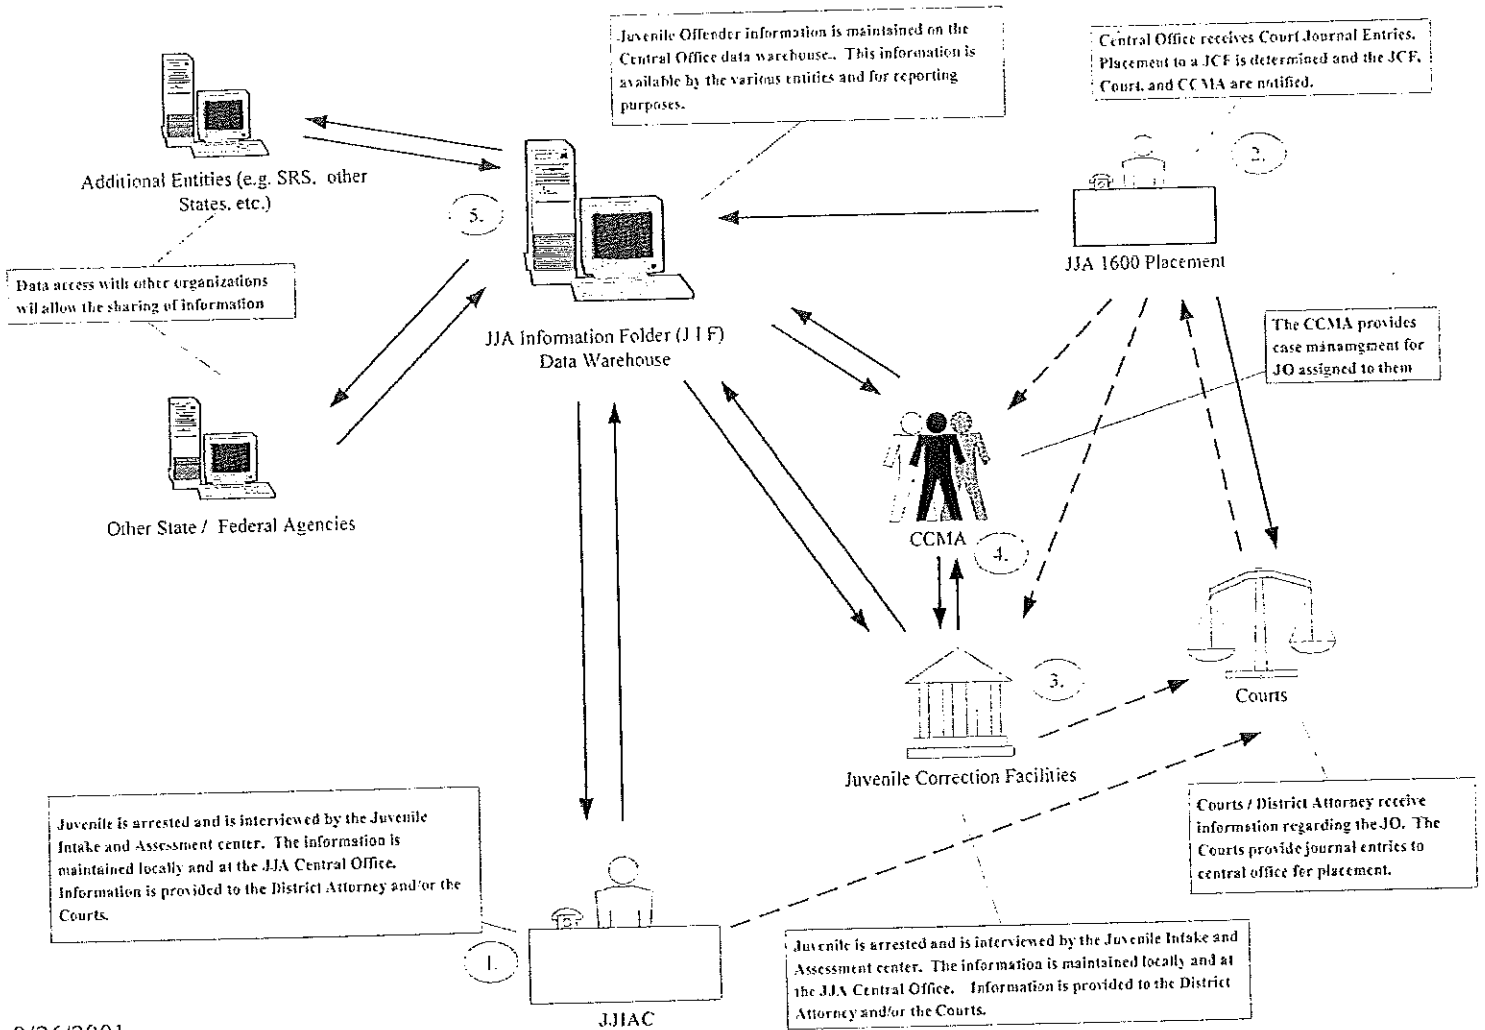 Juvenile Offender information is maintained on the
Central Office data warehouse.. This information is
available by the various entities and for reporting
purposes.
Central Office receives Court Journal Entries.
Placement to a JCF is determined and the JCF,
Court, and CCMA are notified.
2.
Additional Entities (e.g. SRS, other
States, etc.)
5.
JJA 1600 Placement
Data access with other organizations
wil allow the sharing of information
JJA Information Folder (J I F)
Data Warehouse
The CCMA provides
case minamgment for
JO assigned to them
Other State / Federal Agencies
CCMA
4.
3.
Courts
Juvenile Correction Facilities
Juvenile is arrested and is interviewed by the Juvenile
Intake and Assessment center. The information is
maintained locally and at the JJA Central Office.
Information is provided to the District Attorney and/or the
Courts.
Courts / District Attorney receive
information regarding the JO. The
Courts provide journal entries to
central office for placement.
1.
JJIAC
Juvenile is arrested and is interviewed by the Juvenile Intake and
Assessment center. The information is maintained locally and at
the JJA Central Office. Information is provided to the District
Attorney and/or the Courts.